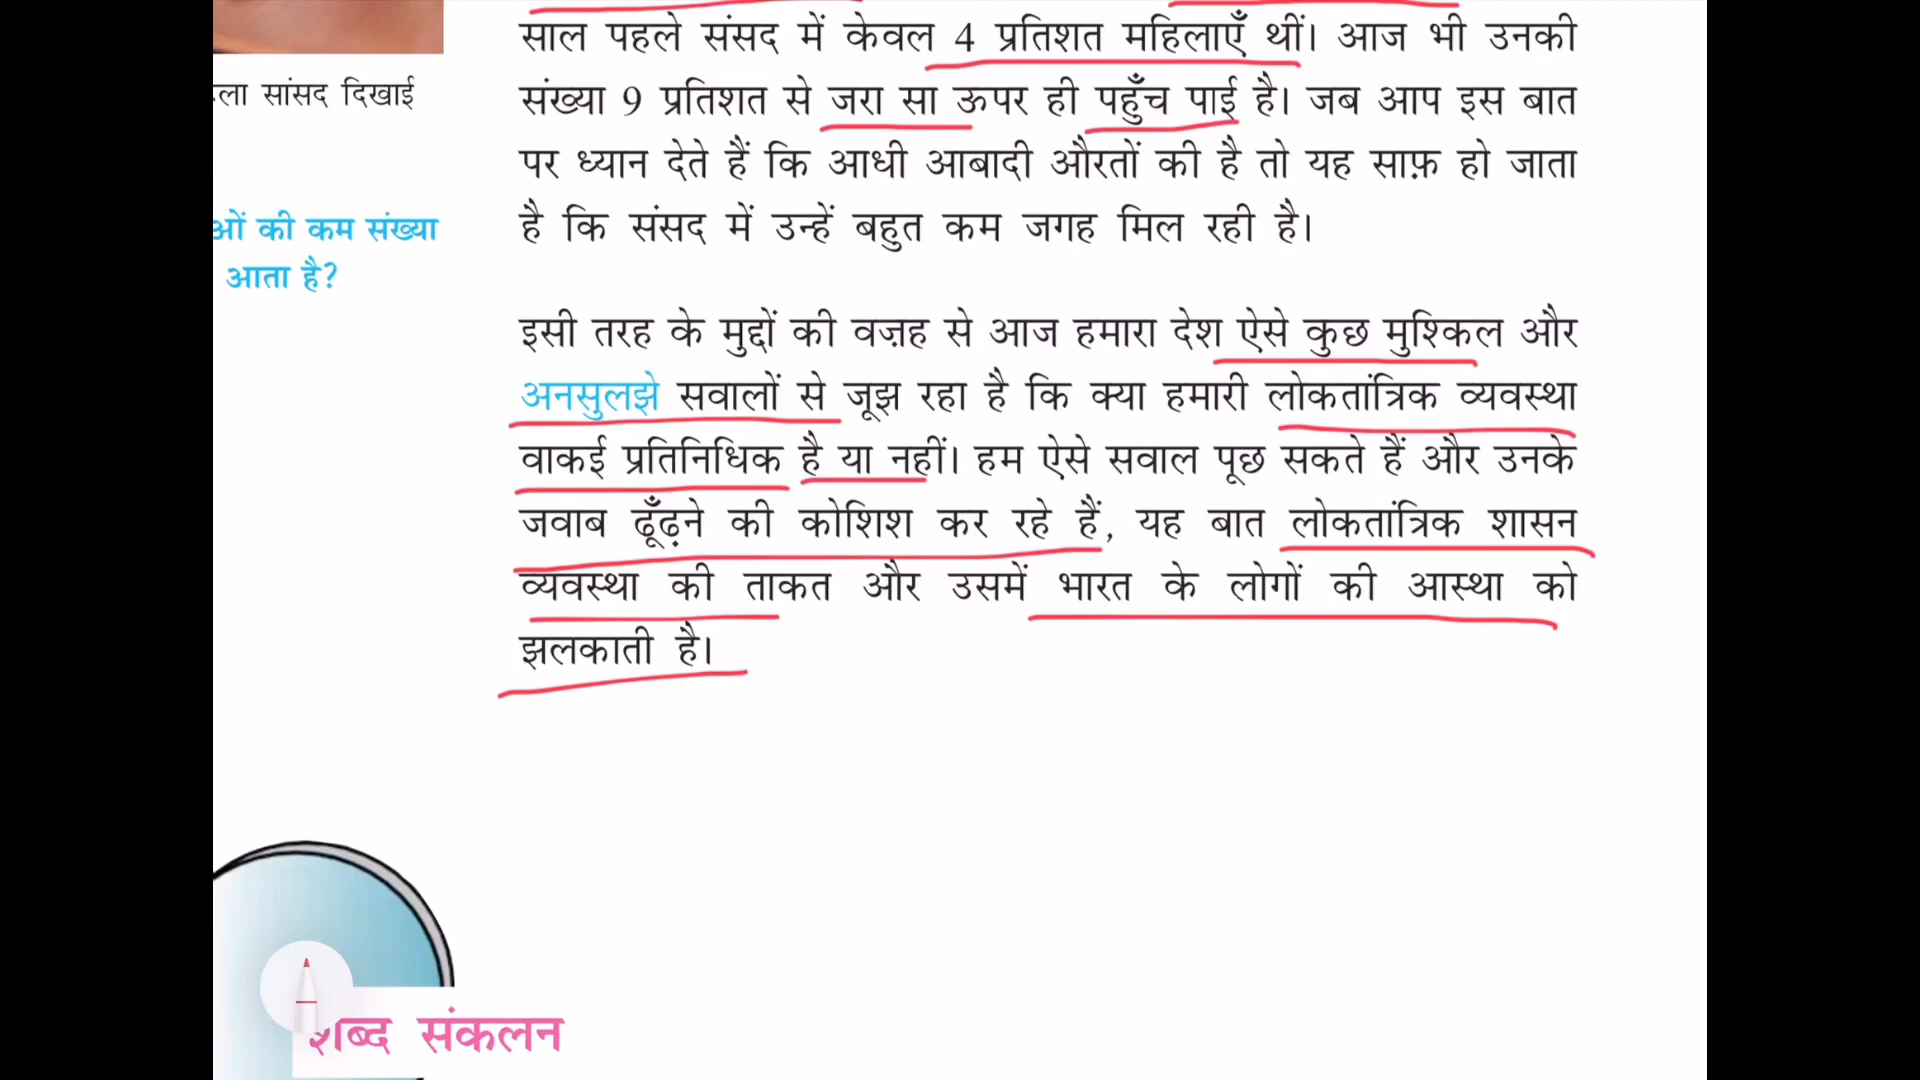 ला सांसद दिखाई
ओं की कम संख्या
आता है?
साल पहले संसद में केवल 4 प्रतिशत महिलाएँ थीं। आज भी उनकी
संख्या 9 प्रतिशत से जरा सा ऊपर ही पहुँच पाई है। जब आप इस बात
पर ध्यान देते हैं कि आधी आबादी औरतों की है तो यह साफ़ हो जाता
है कि संसद में उन्हें बहुत कम जगह मिल रही है।
इसी तरह के मुद्दों की वज़ह से आज हमारा देश ऐसे कुछ मुश्किल और
अनसुलझे सवालों से जूझ रहा है कि क्या हमारी लोकतांत्रिक व्यवस्था
वाकई प्रतिनिधिक है या नहीं। हम ऐसे सवाल पूछ सकते हैं और उनके
जवाब ढूँढ़ने की कोशिश कर रहे हैं, यह बात लोकतांत्रिक शासन
व्यवस्था की ताकत और उसमें भारत के लोगों की आस्था को
झलकाती है।
शब्द संकलन